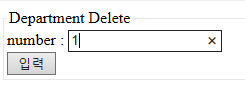 Department Delete
number : 1
입력